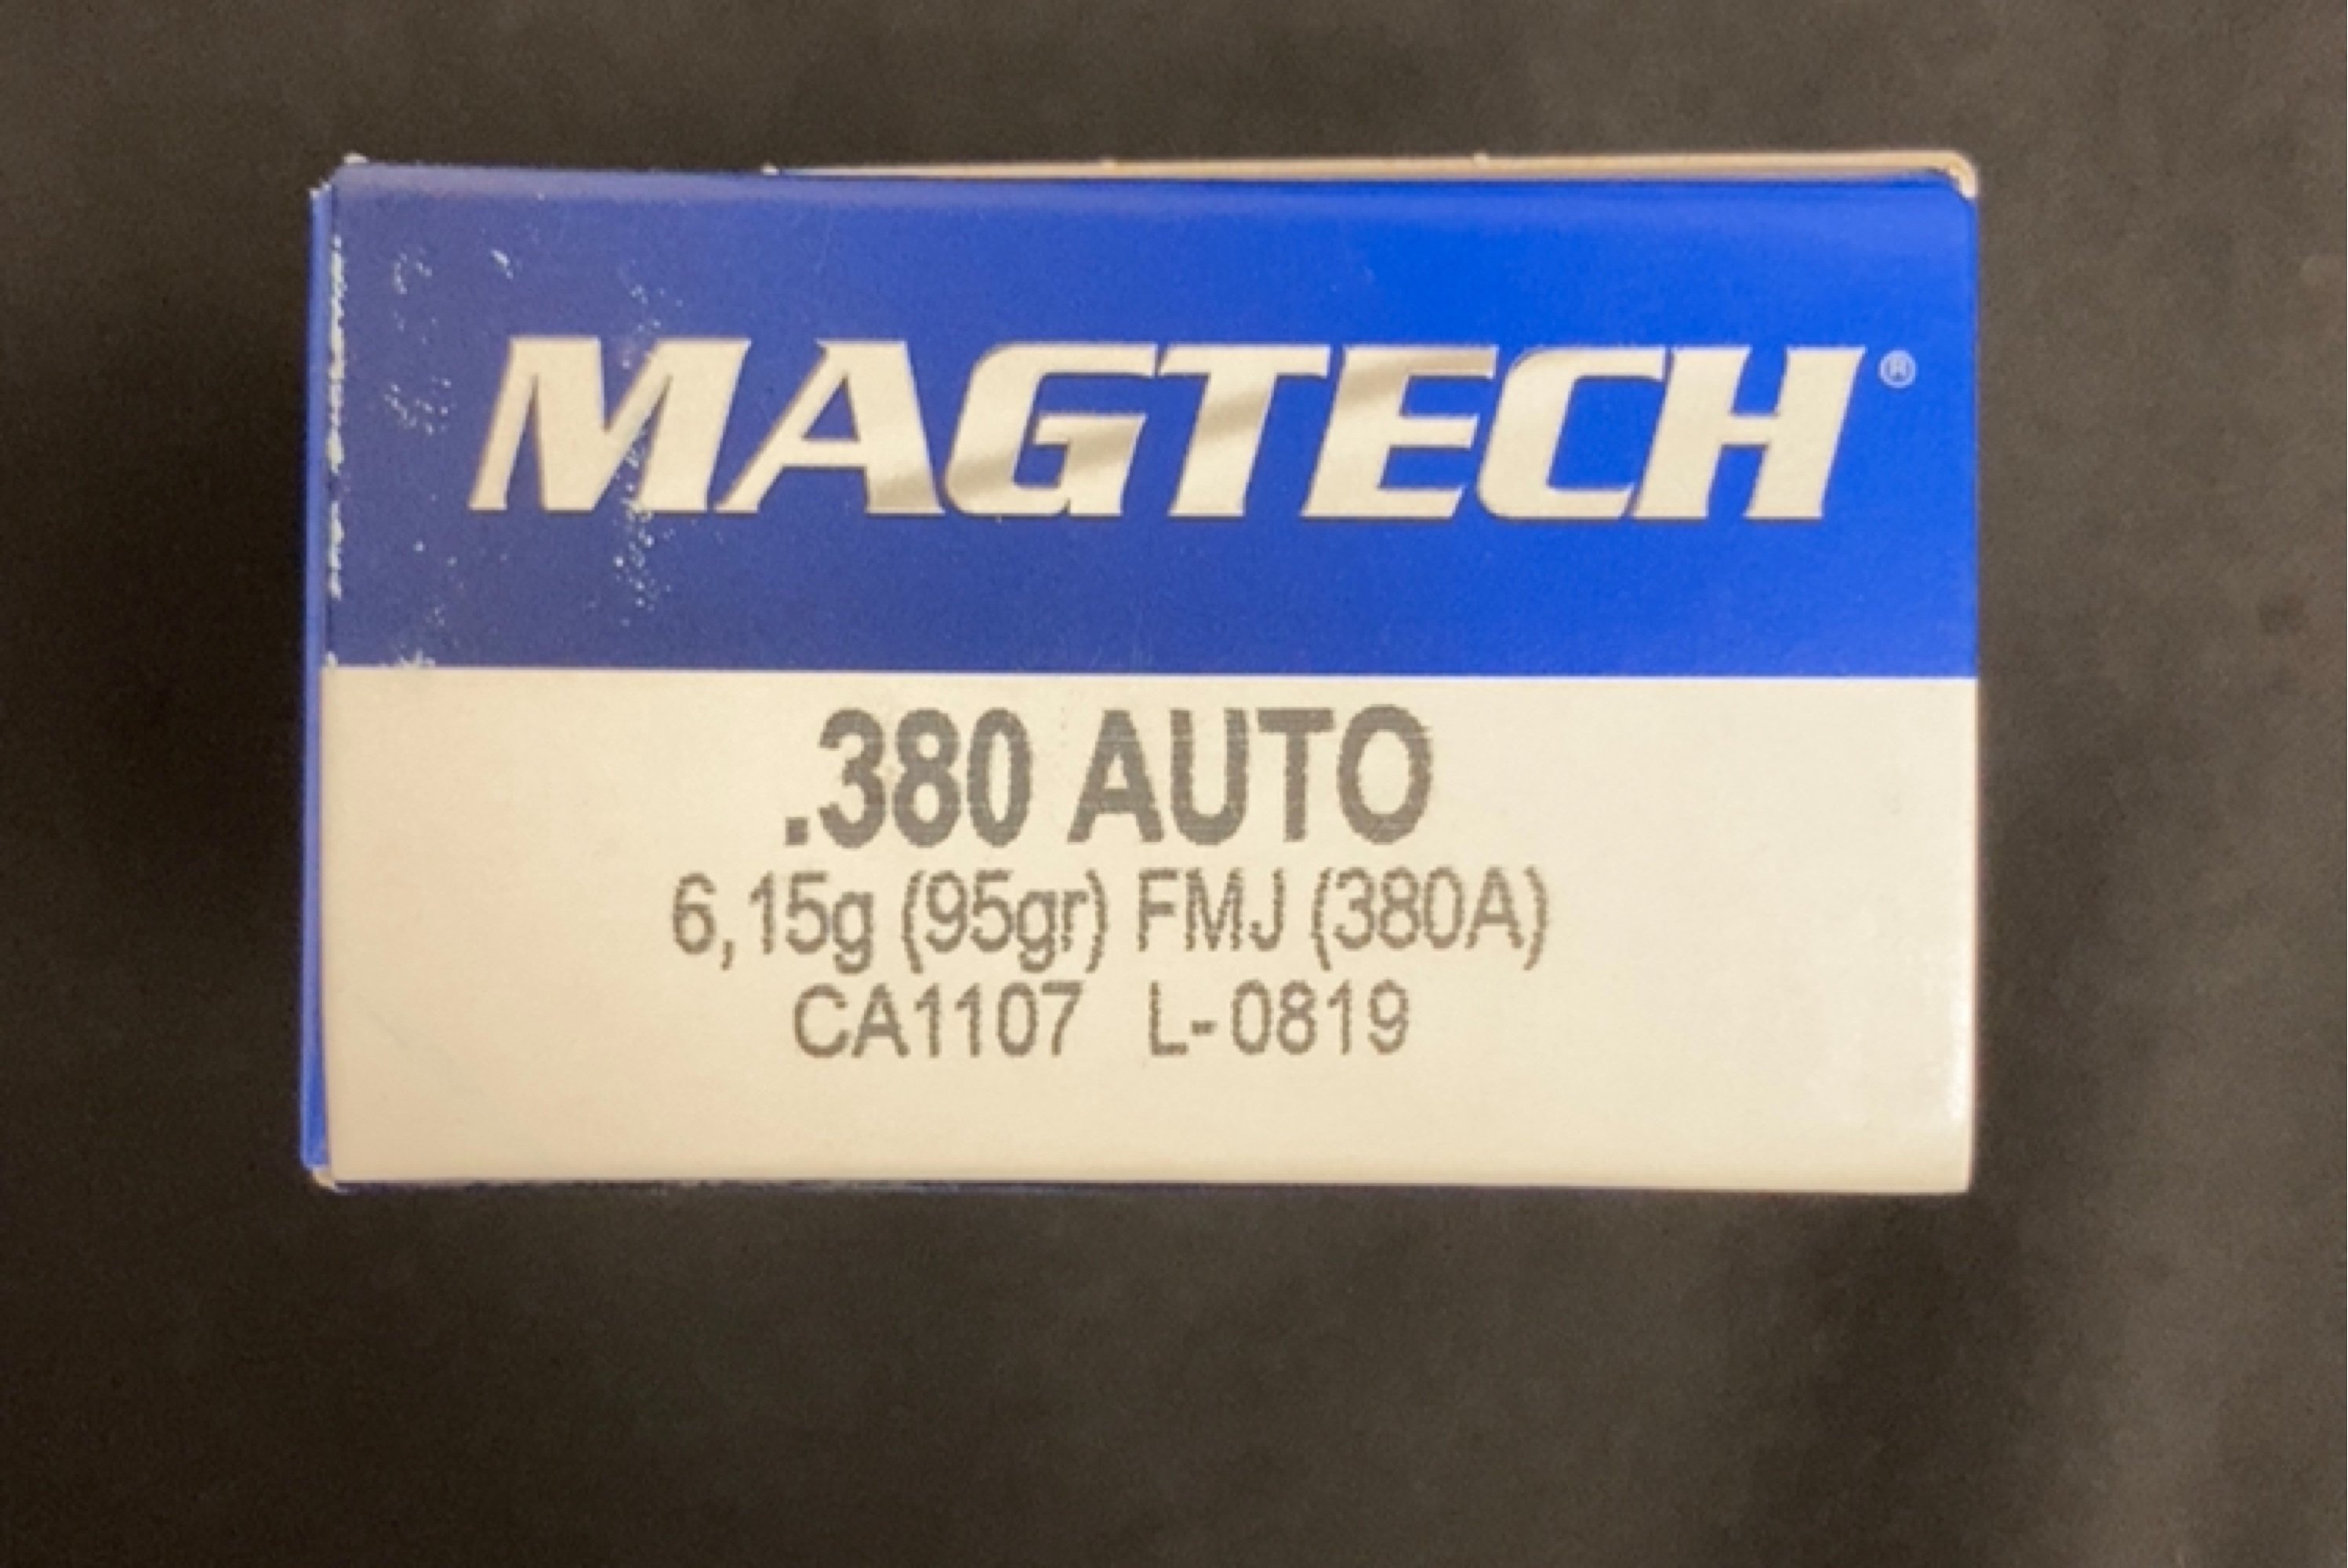 MAGTECH®
.380 AUTO
6,15g (95gr) FMJ (380A)
CA1107 L-0819